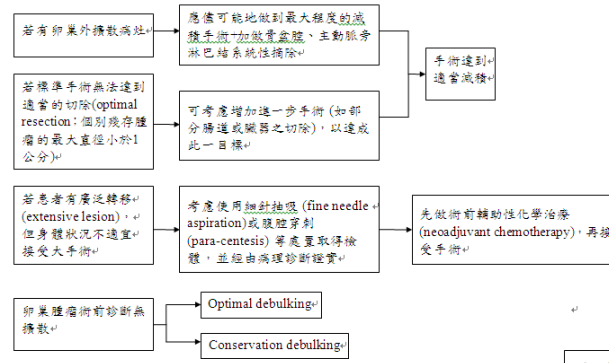 若有卵巢外擴散病灶
應儘可能地做到最大程度的減
積手術+加做骨盆腔、主動脈旁
淋巴結系統性摘除
手術達到
適當減積
若標準手術無法達到
適當的切除(optimal
resection：個別殘存腫
瘤的最大直徑小於1
公分)
可考慮增加進一步手術 (如部
分腸道或臟器之切除)，以達成
此一目標
若患者有廣泛轉移
(extensive lesion)，
但身體狀況不適宜
接受大手術
考慮使用細針抽吸 (fine needle
aspiration)或腹腔穿刺
(para-centesis) 等處置取得檢
體，並經由病理診斷證實
先做術前輔助性化學治療
(neoadjuvant chemotherapy)，再接
受手術
卵巢腫瘤術前診斷無
擴散
Optimal debulking
Conservation debulking